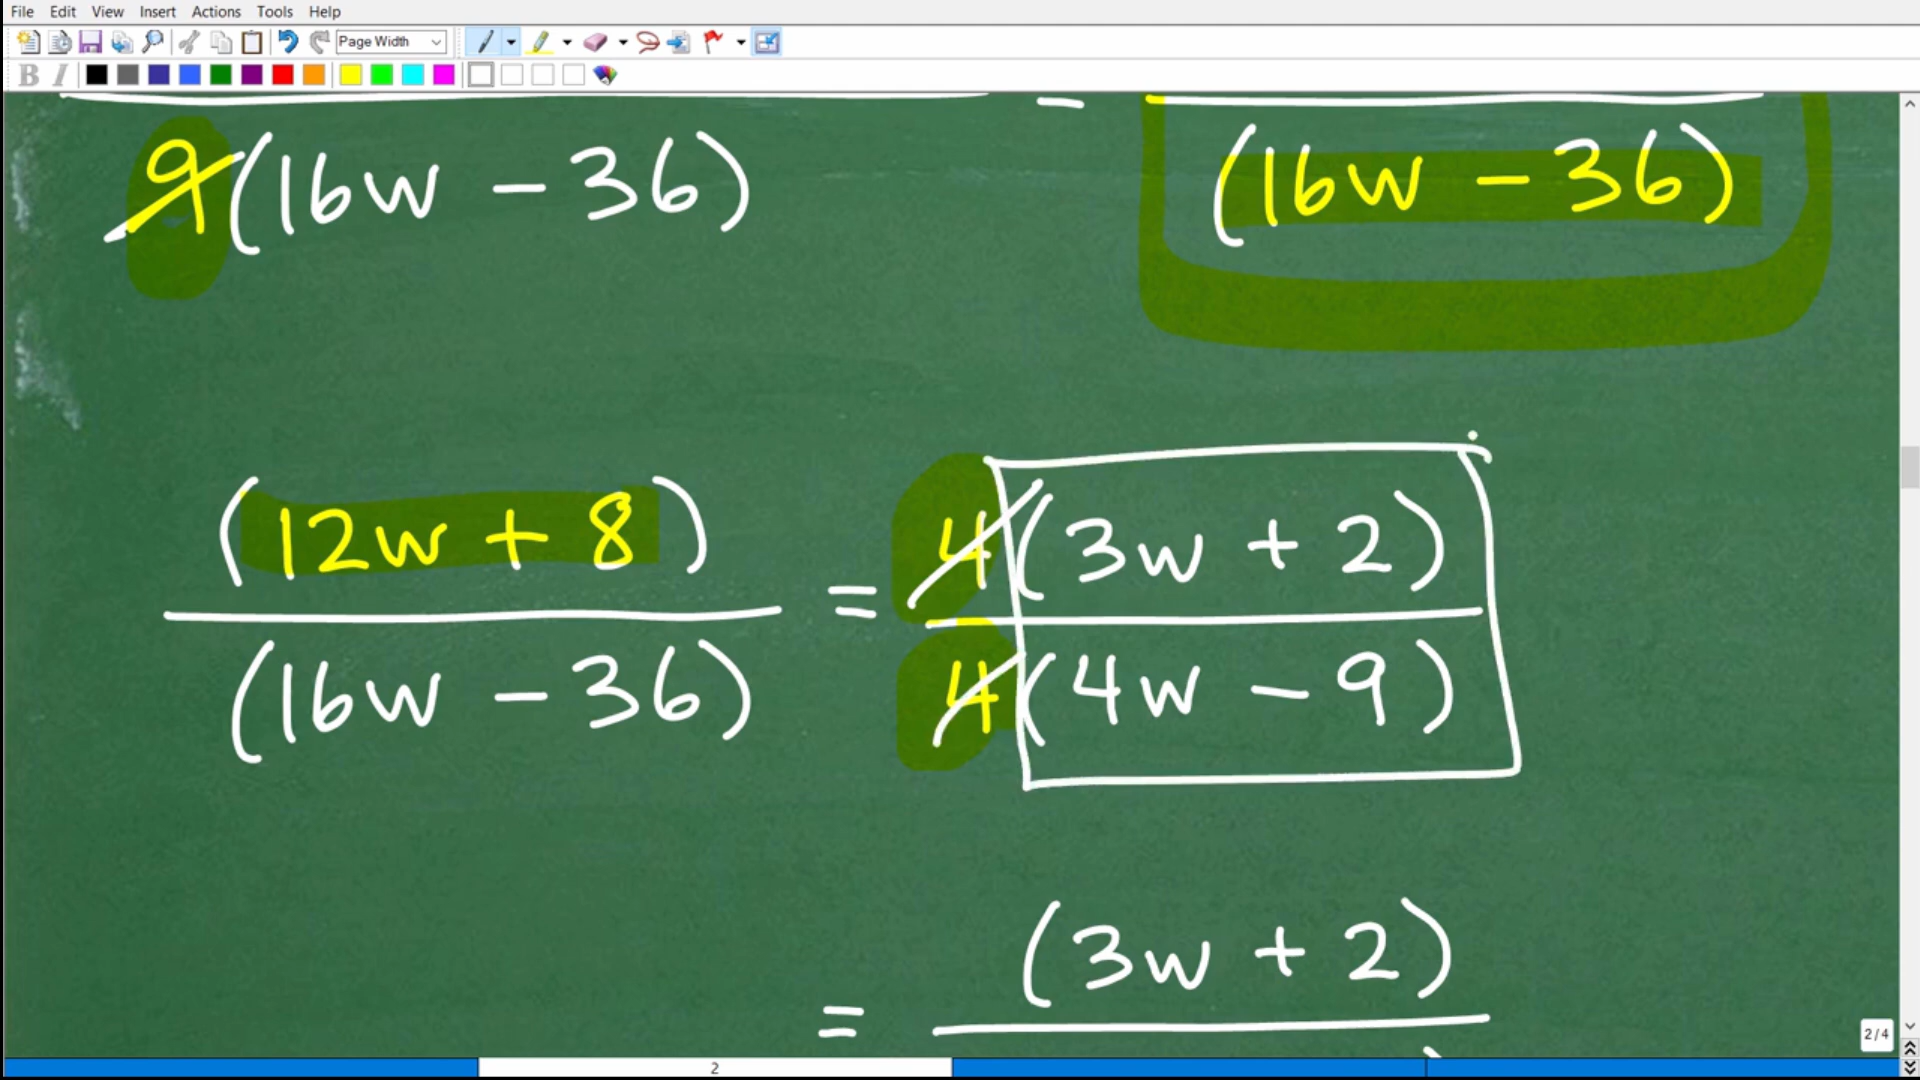 File Edit View Insert Actions Tools Help
Page Width
B I
=
9(16w - 36)
(16w - 36)
(12w + 8) = 4(3w + 2)
(16w - 36) 4(4w - 9)
= (3w + 2)
2/4
2